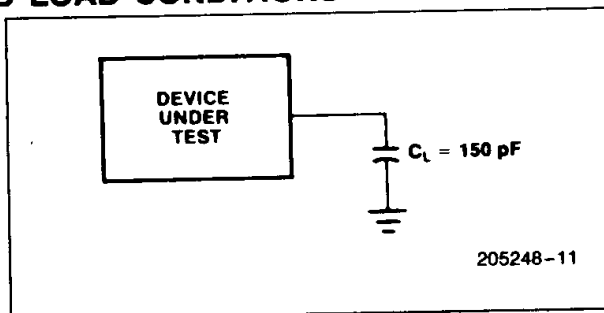 LOAD CONDITIONS
DEVICE
UNDER
TEST
C_L = 150 pF
205248-11